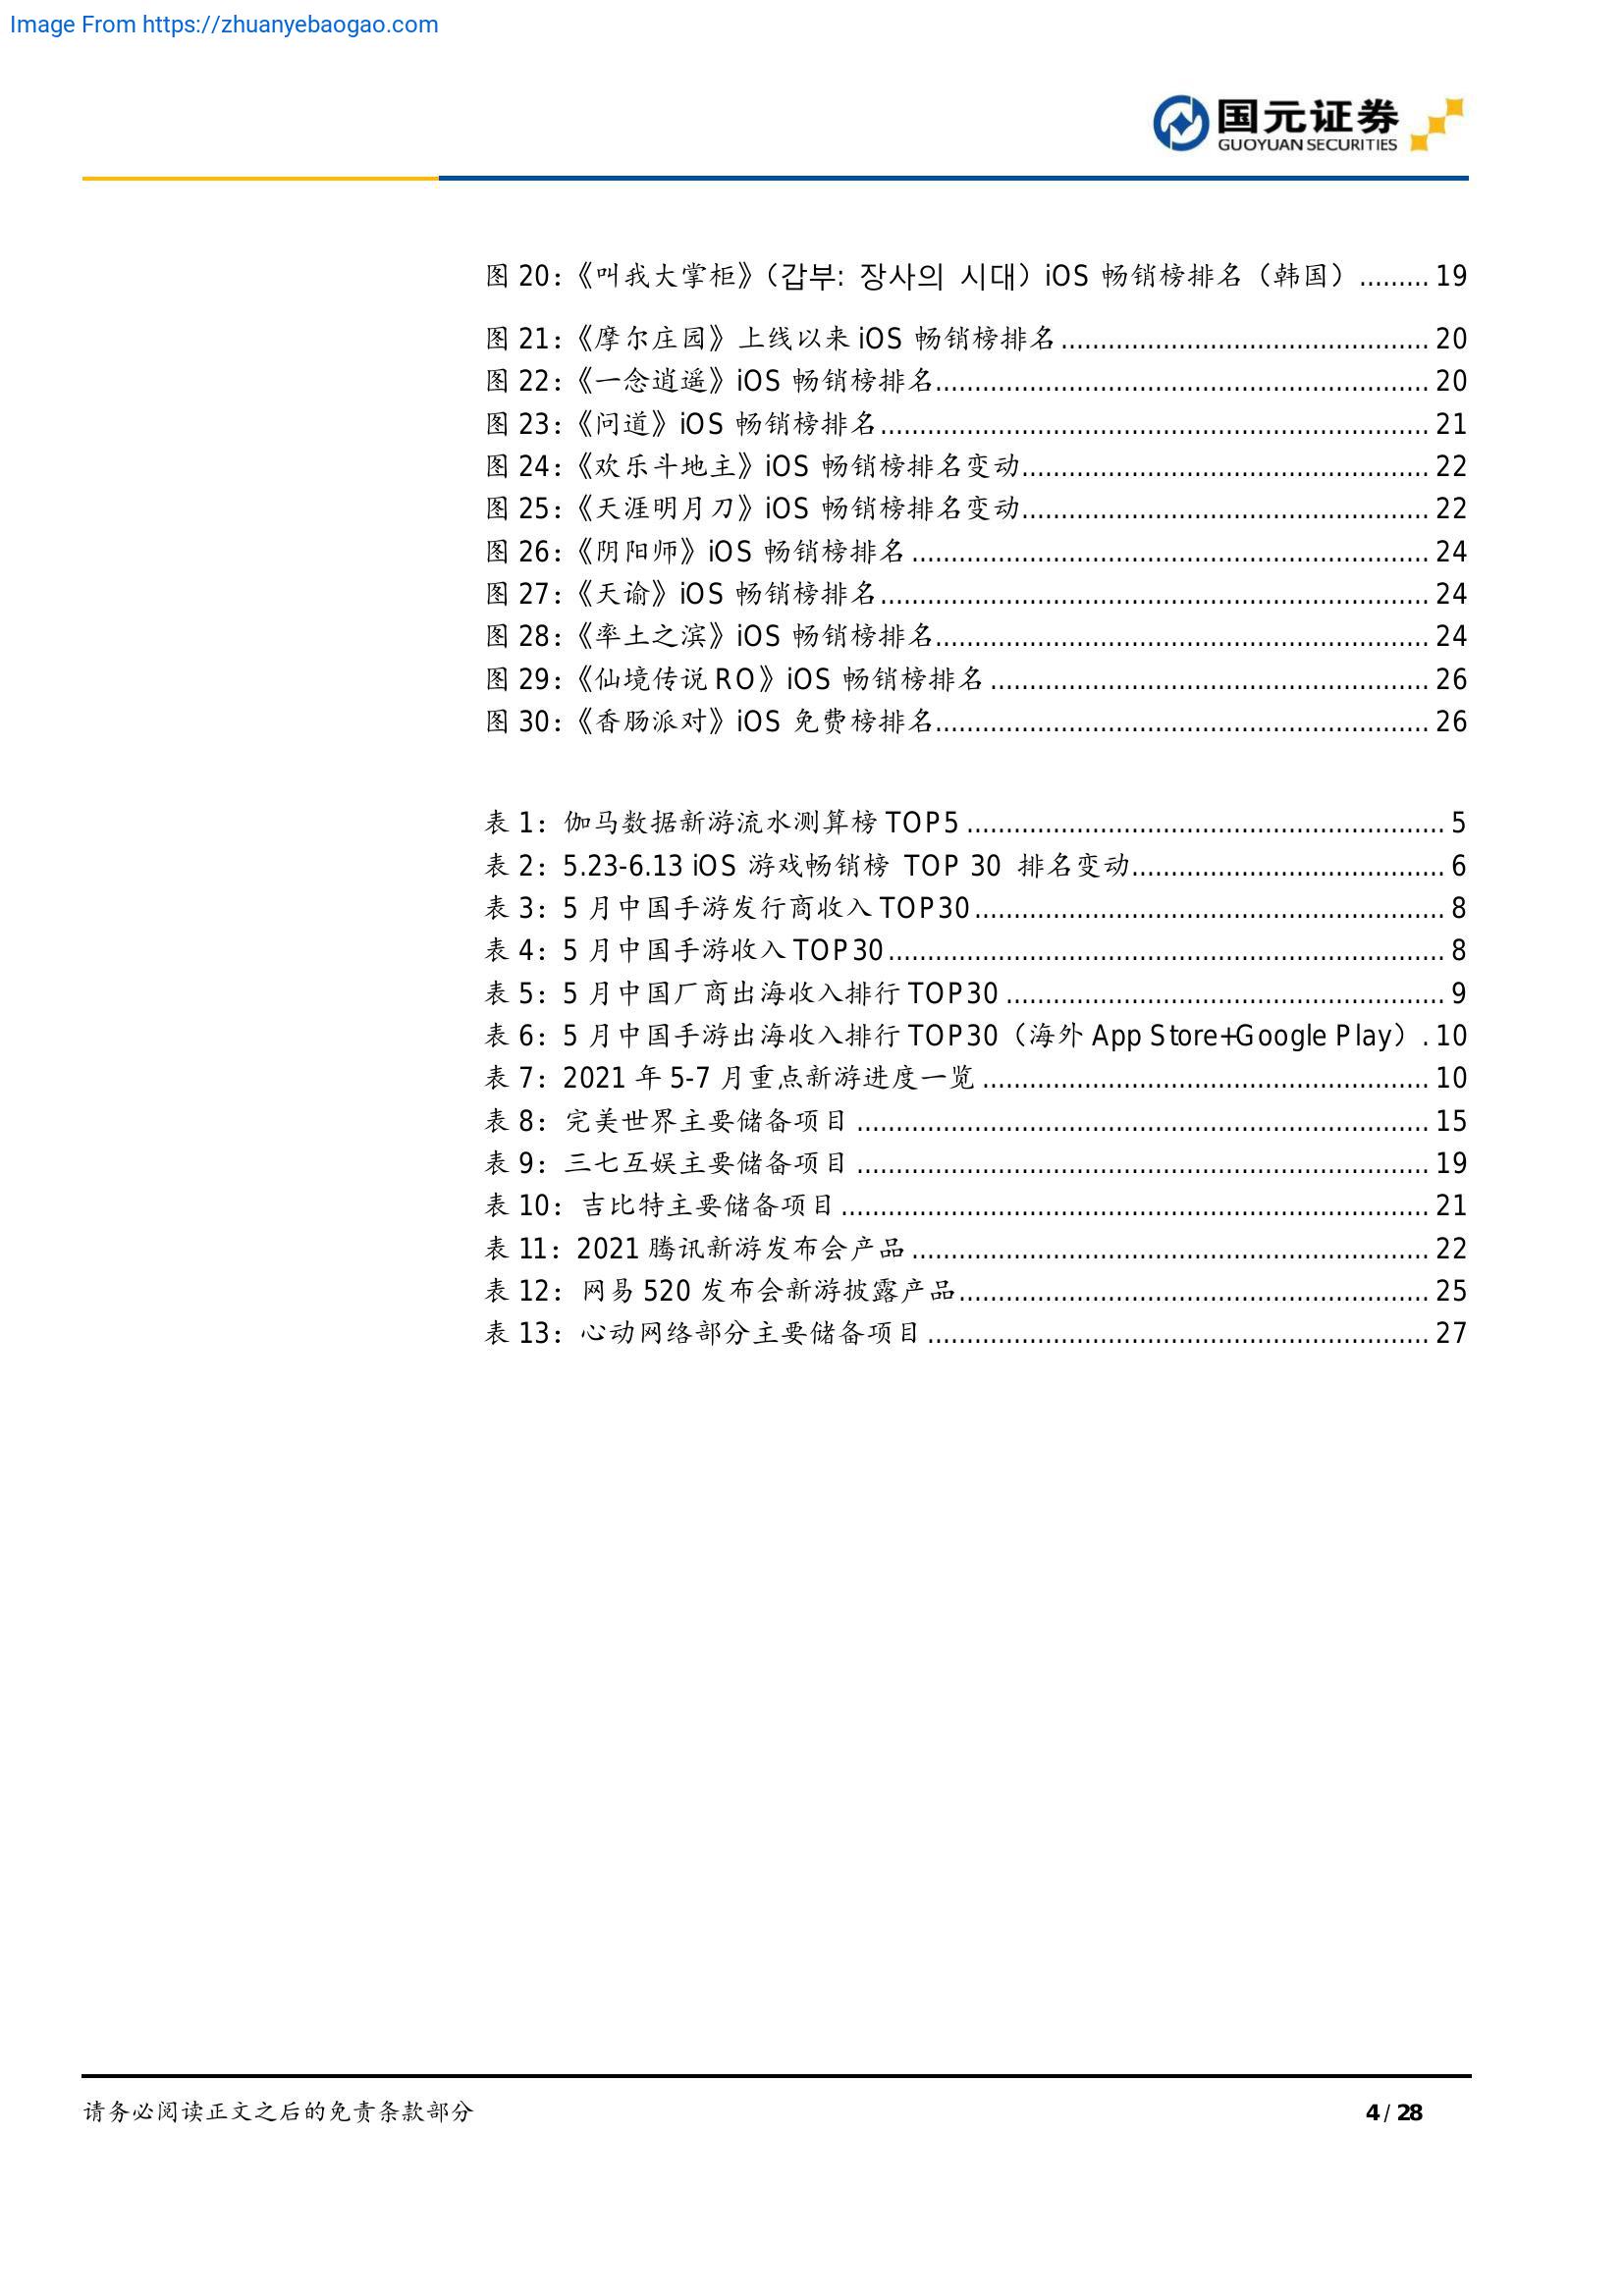 Image From https://zhuanyebaogao.com
国元证券
GUOYUAN SECURITIES
图 20：《叫我大掌柜》（갑부: 장사의 시대）iOS 畅销榜排名（韩国）......... 19
图 21：《摩尔庄园》上线以来 iOS 畅销榜排名............................................... 20
图 22：《一念逍遥》iOS 畅销榜排名............................................................... 20
图 23：《问道》iOS 畅销榜排名...................................................................... 21
图 24：《欢乐斗地主》iOS 畅销榜排名变动.................................................... 22
图 25：《天涯明月刀》iOS 畅销榜排名变动.................................................... 22
图 26：《阴阳师》iOS 畅销榜排名.................................................................. 24
图 27：《天谕》iOS 畅销榜排名...................................................................... 24
图 28：《率土之滨》iOS 畅销榜排名............................................................... 24
图 29：《仙境传说 RO》iOS 畅销榜排名........................................................ 26
图 30：《香肠派对》iOS 免费榜排名............................................................... 26
表 1：伽马数据新游流水测算榜 TOP5............................................................. 5
表 2：5.23-6.13 iOS 游戏畅销榜 TOP 30 排名变动........................................ 6
表 3：5 月中国手游发行商收入 TOP30............................................................ 8
表 4：5 月中国手游收入 TOP30....................................................................... 8
表 5：5 月中国厂商出海收入排行 TOP30........................................................ 9
表 6：5 月中国手游出海收入排行 TOP30（海外 App Store+Google Play）. 10
表 7：2021 年 5-7 月重点新游进度一览......................................................... 10
表 8：完美世界主要储备项目......................................................................... 15
表 9：三七互娱主要储备项目......................................................................... 19
表 10：吉比特主要储备项目........................................................................... 21
表 11：2021 腾讯新游发布会产品.................................................................. 22
表 12：网易 520 发布会新游披露产品............................................................ 25
表 13：心动网络部分主要储备项目................................................................ 27
请务必阅读正文之后的免责条款部分
4 / 28